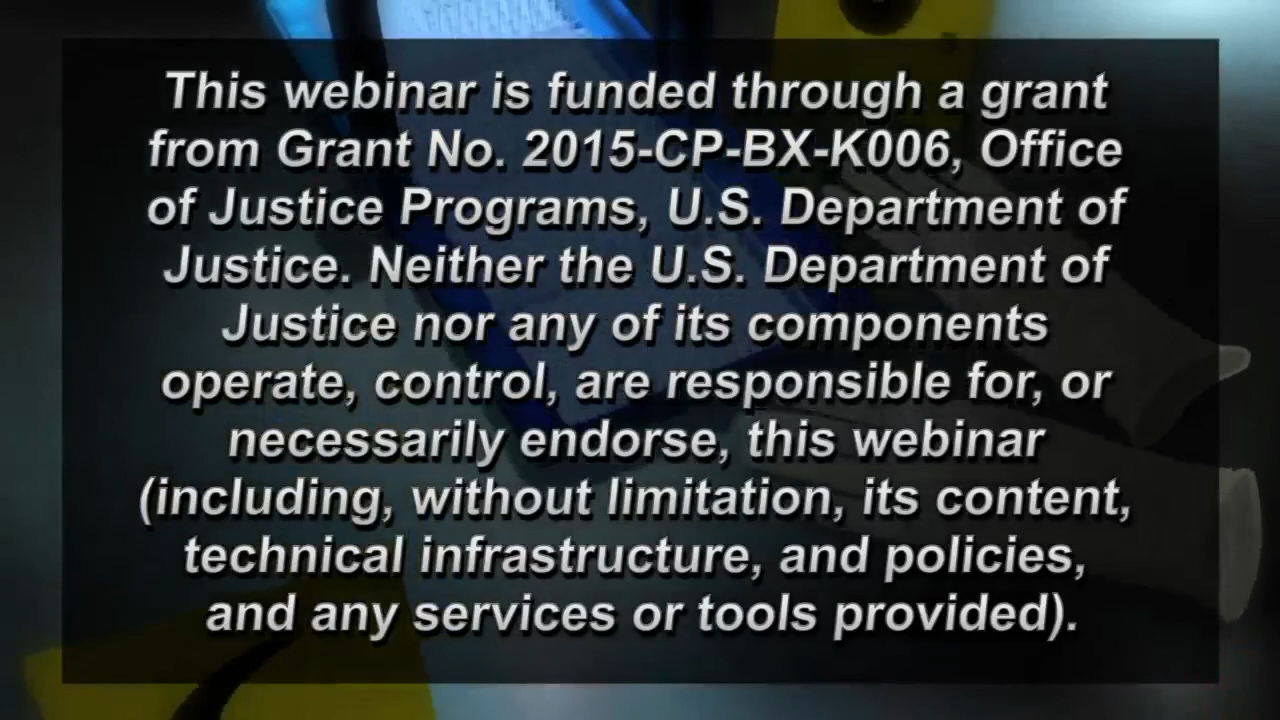 This webinar is funded through a grant
from Grant No. 2015-CP-BX-K006, Office
of Justice Programs, U.S. Department of
Justice. Neither the U.S. Department of
Justice nor any of its components
operate, control, are responsible for, or
necessarily endorse, this webinar
(including, without limitation, its content,
technical infrastructure, and policies,
and any services or tools provided).